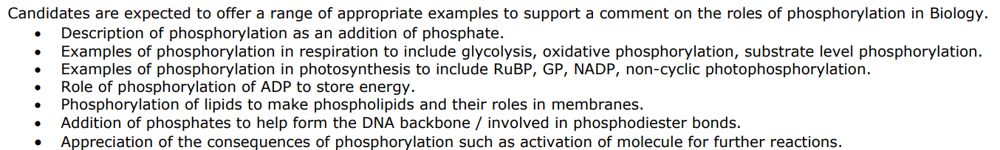 Candidates are expected to offer a range of appropriate examples to support a comment on the roles of phosphorylation in Biology.
• Description of phosphorylation as an addition of phosphate.
• Examples of phosphorylation in respiration to include glycolysis, oxidative phosphorylation, substrate level phosphorylation.
• Examples of phosphorylation in photosynthesis to include RuBP, GP, NADP, non-cyclic photophosphorylation.
• Role of phosphorylation of ADP to store energy.
• Phosphorylation of lipids to make phospholipids and their roles in membranes.
• Addition of phosphates to help form the DNA backbone / involved in phosphodiester bonds.
• Appreciation of the consequences of phosphorylation such as activation of molecule for further reactions.